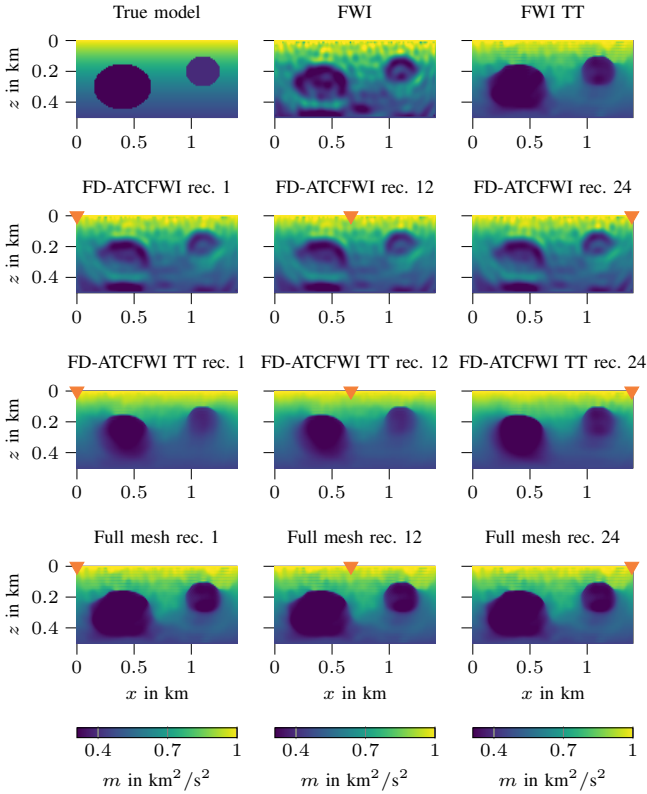 True model FWI FWI TT
0
0.2
0.4
z in km
0 0.5 1 0 0.5 1 0 0.5 1
FD-ATCFWI rec. 1 FD-ATCFWI rec. 12 FD-ATCFWI rec. 24
0
0.2
0.4
z in km
0 0.5 1 0 0.5 1 0 0.5 1
FD-ATCFWI TT rec. 1 FD-ATCFWI TT rec. 12 FD-ATCFWI TT rec. 24
0
0.2
0.4
z in km
0 0.5 1 0 0.5 1 0 0.5 1
Full mesh rec. 1 Full mesh rec. 12 Full mesh rec. 24
0
0.2
0.4
z in km
0 0.5 1 0 0.5 1 0 0.5 1
x in km x in km x in km
0.4 0.7 1 0.4 0.7 1 0.4 0.7 1
m in km²/s² m in km²/s² m in km²/s²